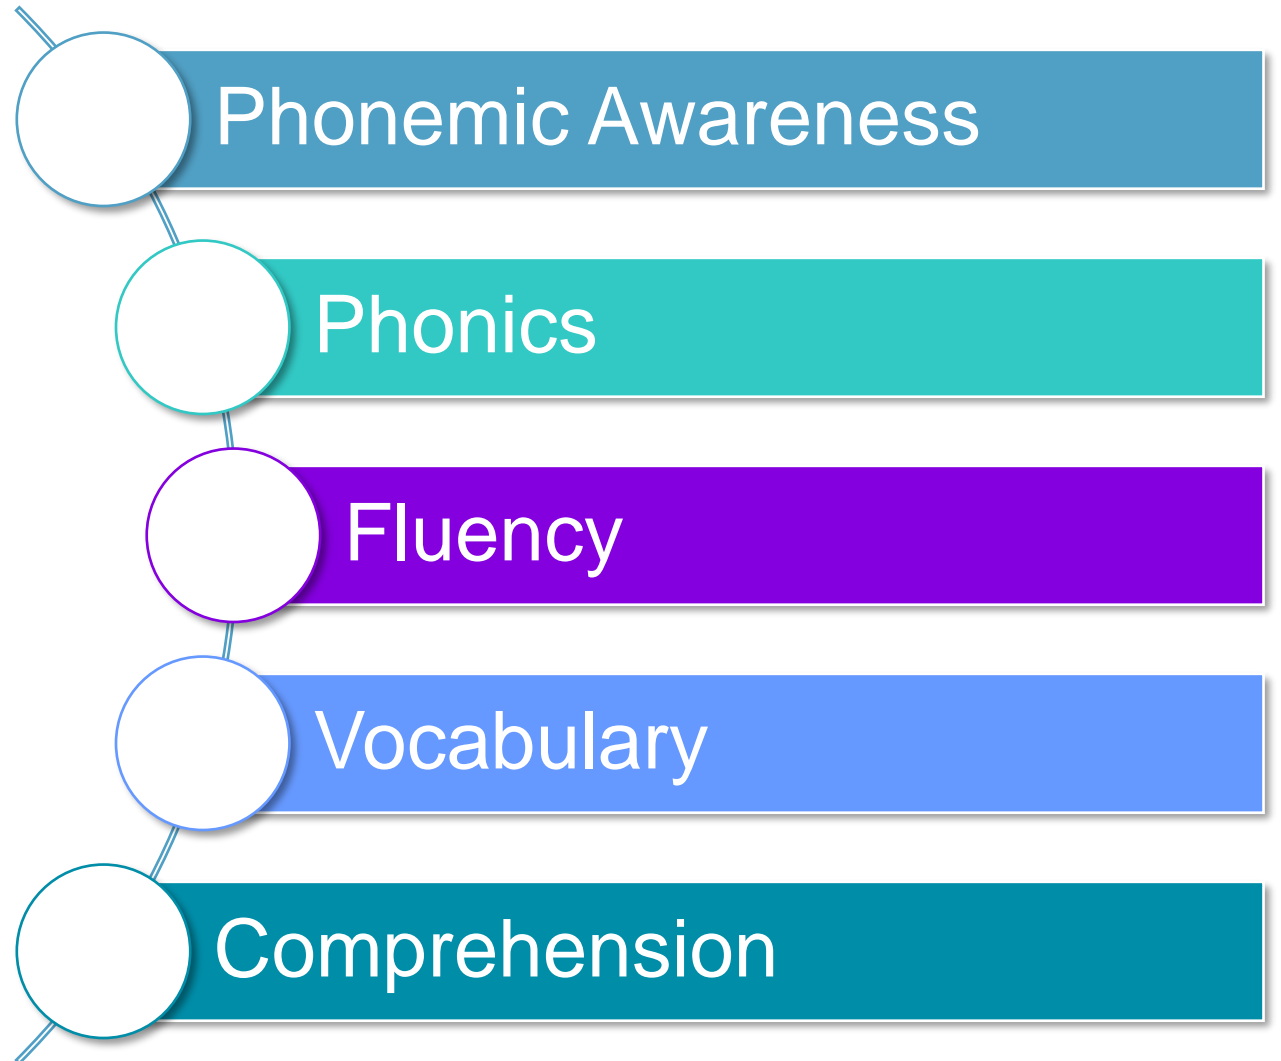 Phonemic Awareness
Phonics
Fluency
Vocabulary
Comprehension